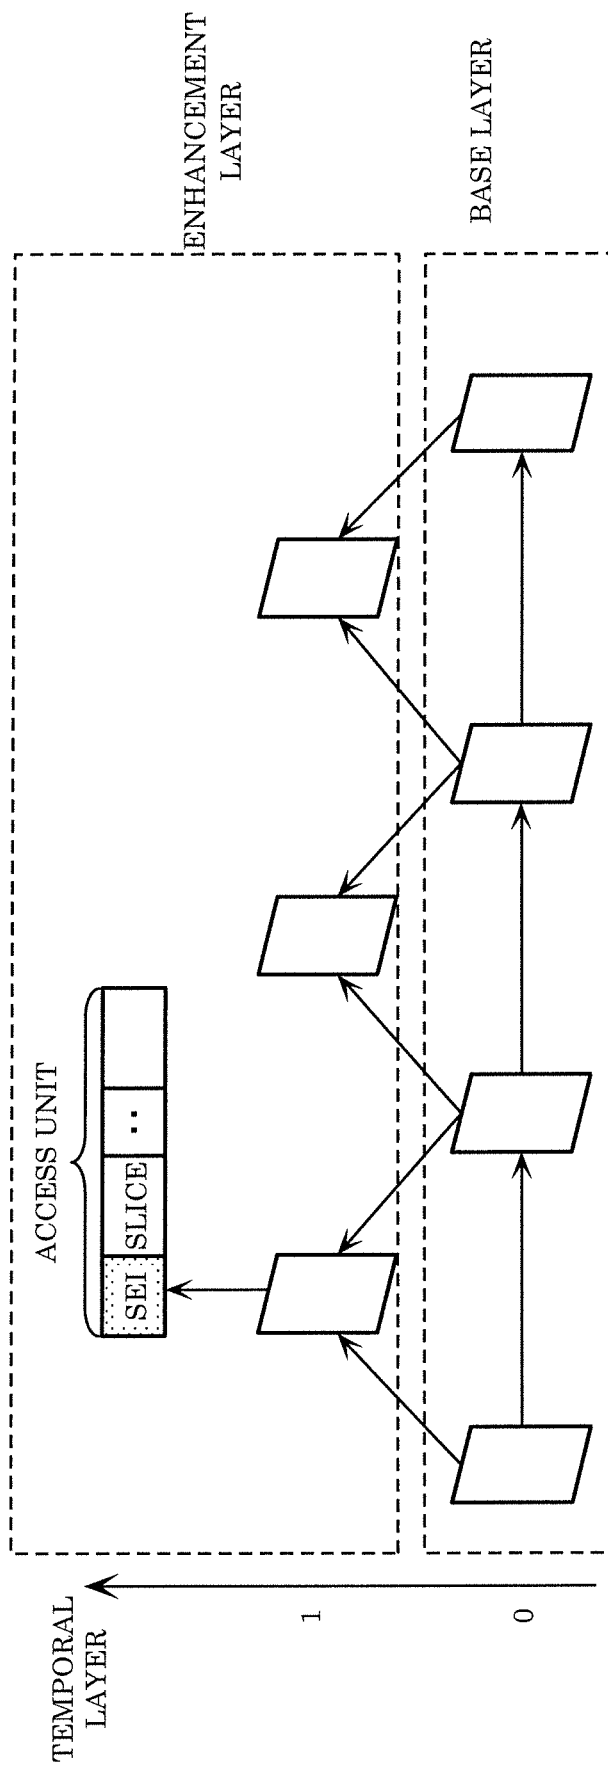 TEMPORAL
LAYER
1
0
ACCESS UNIT
SEI
SLICE
..
ENHANCEMENT
LAYER
BASE LAYER